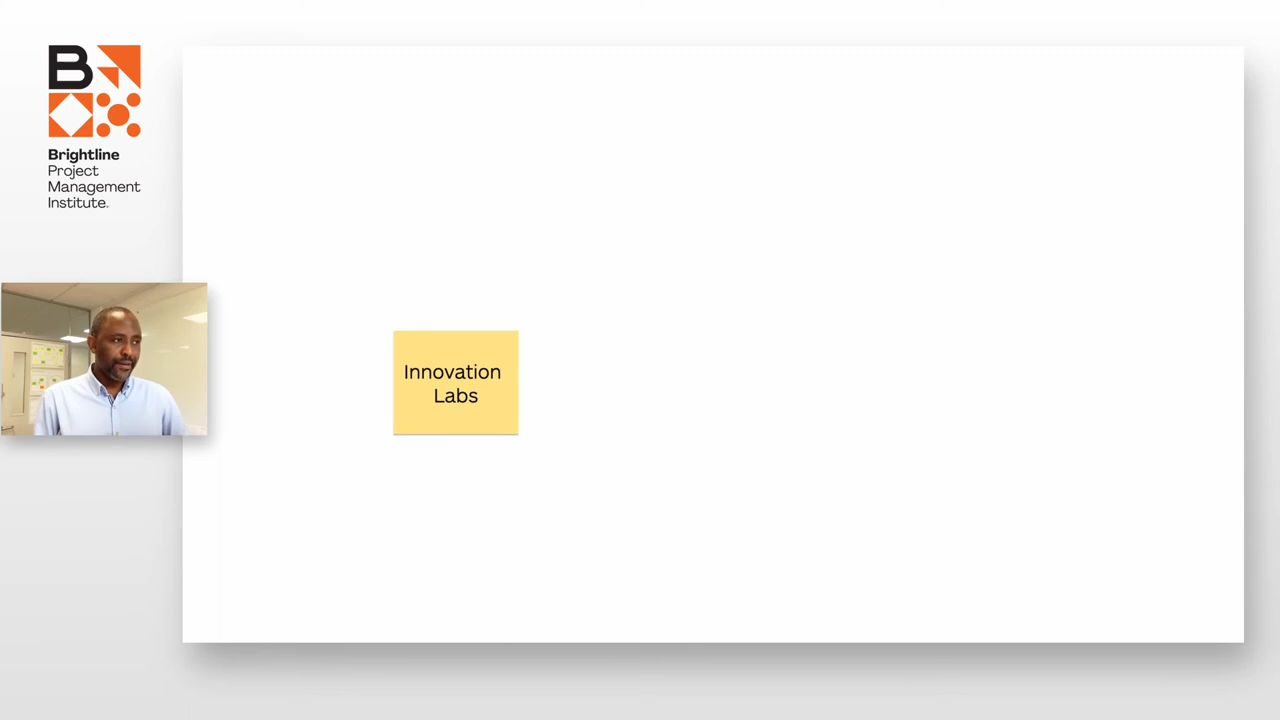 B
Brightline
Project
Management
Institute.
Innovation
Labs